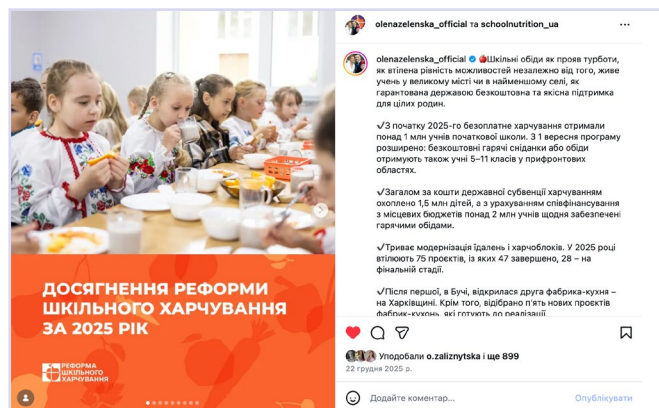 olenazelenska_official та schoolnutrition_ua
olenazelenska_official Шкільні обіди як прояв турботи,
як втілена рівність можливостей незалежно від того, живе
учень у великому місті чи в найменшому селі, як
гарантована державою безкоштовна та якісна підтримка
для цілих родин.
✓З початку 2025-го безоплатне харчування отримали
понад 1 млн учнів початкової школи. З 1 вересня програму
розширено: безкоштовні гарячі сніданки або обіди
отримують також учні 5–11 класів у прифронтових
областях.
✓Загалом за кошти державної субвенції харчуванням
охоплено 1,5 млн дітей, а з урахуванням співфінансування
з місцевих бюджетів понад 2 млн учнів щодня забезпечені
гарячими обідами.
✓Триває модернізація їдалень і харчоблоків. У 2025 році
втілюють 75 проєктів, із яких 47 завершено, 28 – на
фінальній стадії.
✓Після першої, в Бучі, відкрилася друга фабрика-кухня –
на Харківщині. Крім того, відібрано п'ять нових проєктів
фабрик-кухонь, які готують до реалізації.
ДОСЯГНЕННЯ РЕФОРМИ
ШКІЛЬНОГО ХАРЧУВАННЯ
ЗА 2025 РІК
РЕФОРМА
ШКІЛЬНОГО
ХАРЧУВАННЯ
Уподобали o.zaliznytska і ще 899
22 грудня 2025 р.
Додайте коментар...
Опублікувати